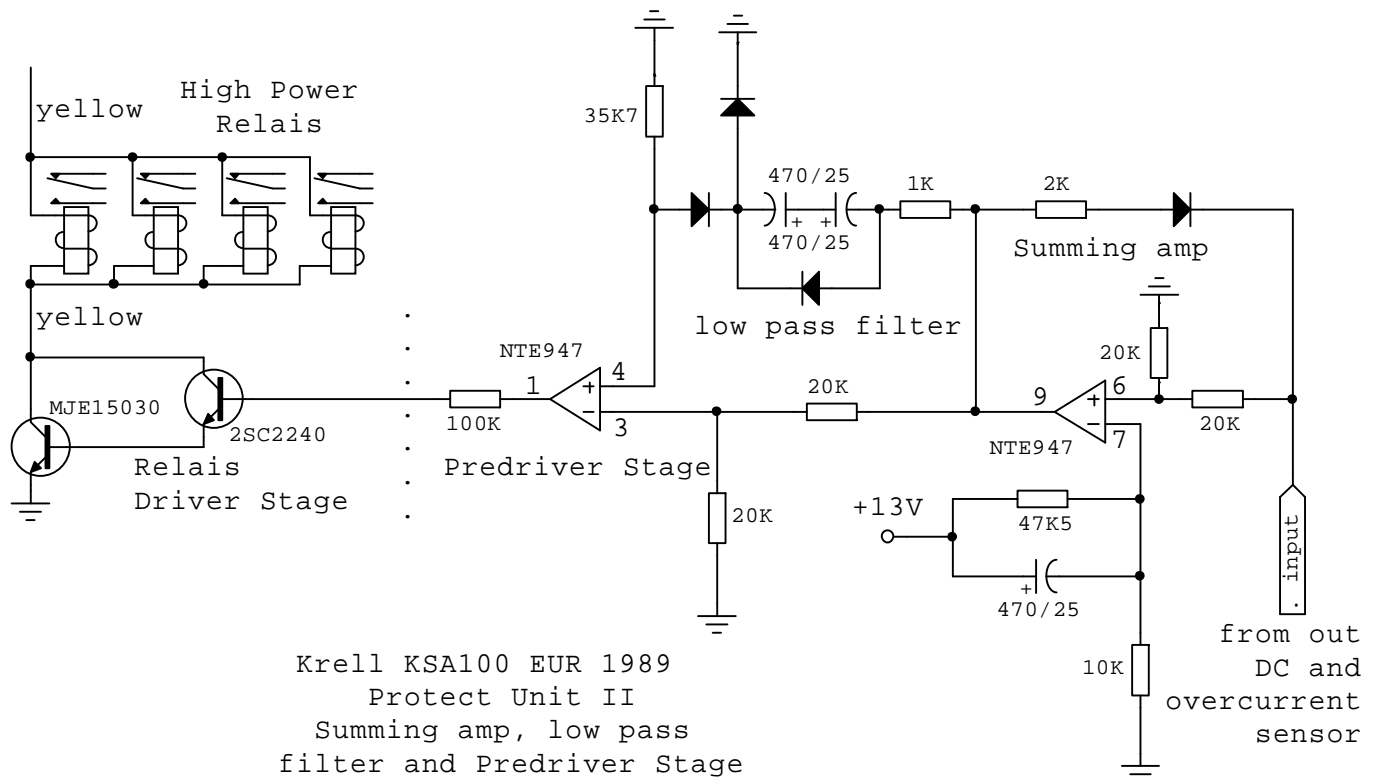 yellow
High Power
Relais
35K7
470/25
+ +
470/25
1K
2K
Summing amp
low pass filter
yellow
NTE947
1
+ 4
− 3
100K
MJE15030
2SC2240
Relais
Driver Stage
Predriver Stage
20K
20K
9
+ 6
− 7
NTE947
20K
20K
+13V
47K5
+
470/25
10K
. input
from out
DC and
overcurrent
sensor
Krell KSA100 EUR 1989
Protect Unit II
Summing amp, low pass
filter and Predriver Stage